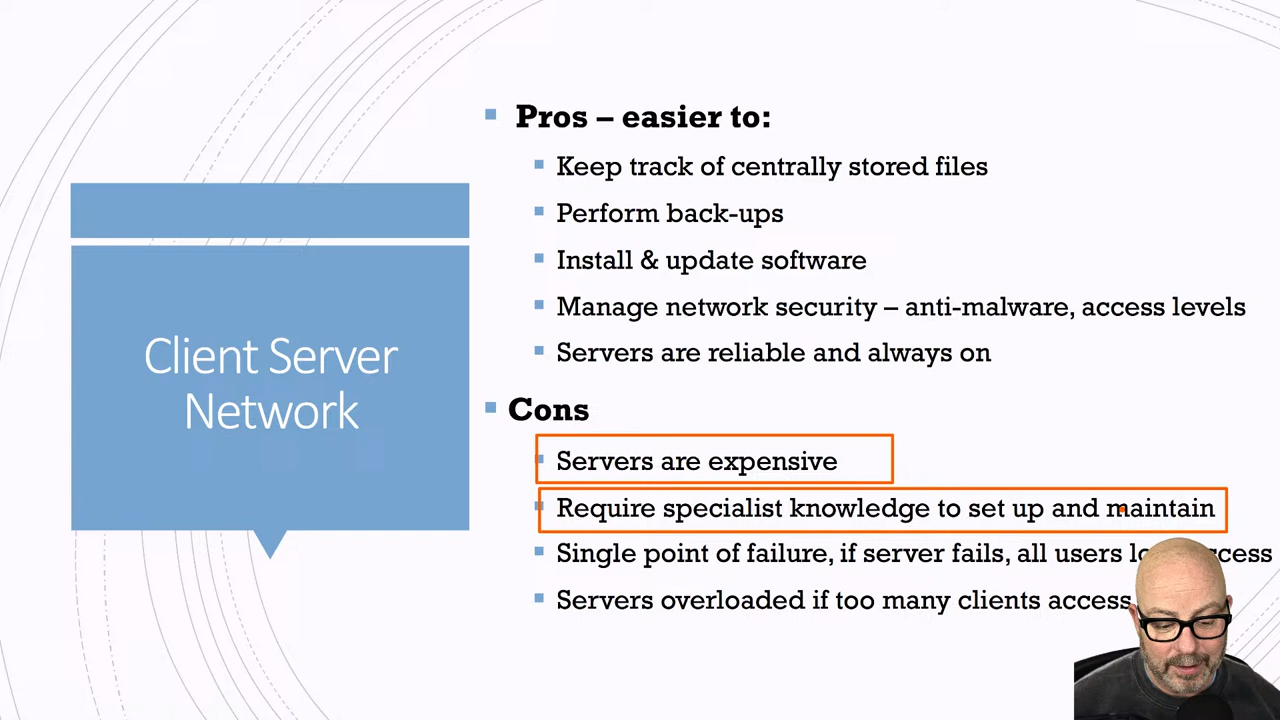 Client Server
Network
Pros – easier to:
Keep track of centrally stored files
Perform back-ups
Install & update software
Manage network security – anti-malware, access levels
Servers are reliable and always on
Cons
Servers are expensive
Require specialist knowledge to set up and maintain
Single point of failure, if server fails, all users
Servers overloaded if too many clients access